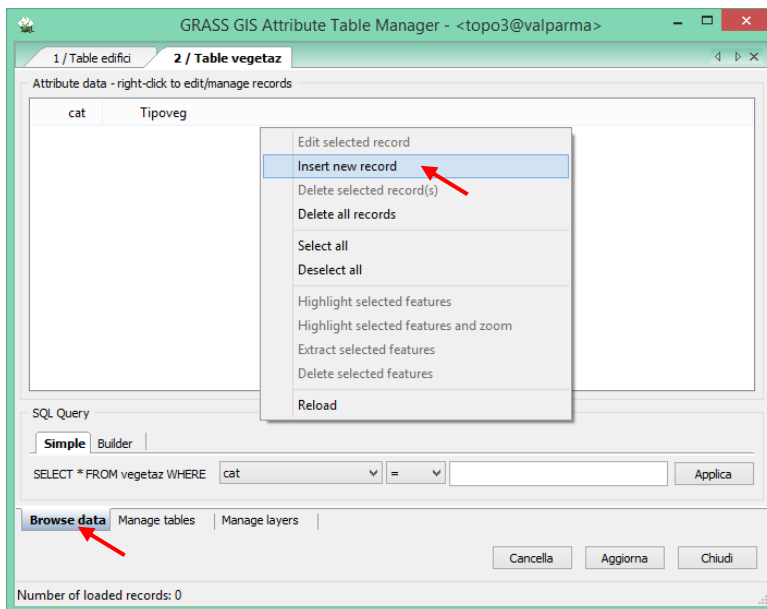 GRASS GIS Attribute Table Manager - <topo3@valparma>
1 / Table edifici 2 / Table vegetaz
Attribute data - right-click to edit/manage records
cat Tipoveg
Edit selected record
Insert new record
Delete selected record(s)
Delete all records
Select all
Deselect all
Highlight selected features
Highlight selected features and zoom
Extract selected features
Delete selected features
Reload
SQL Query
Simple Builder
SELECT * FROM vegetaz WHERE cat = Applica
Browse data Manage tables Manage layers
Cancella Aggiorna Chiudi
Number of loaded records: 0